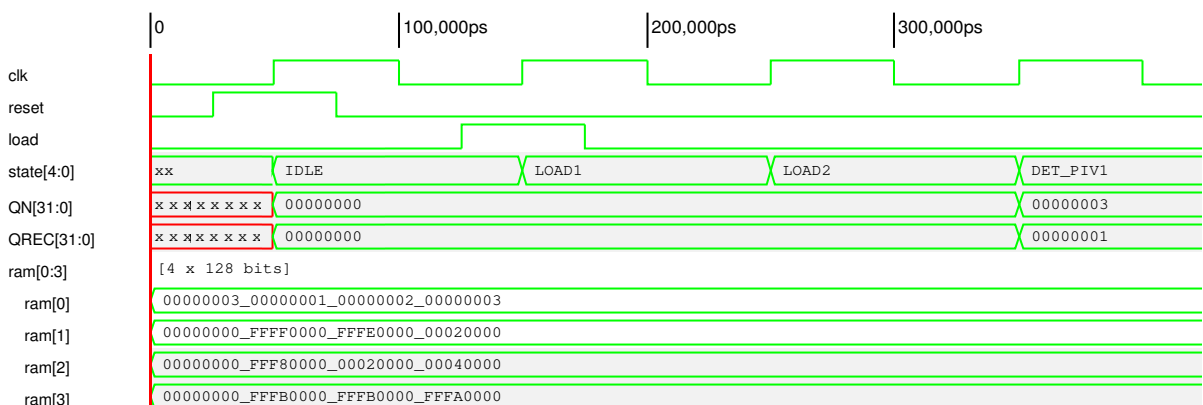 0 100,000ps 200,000ps 300,000ps
clk
reset
load
state[4:0] xx IDLE LOAD1 LOAD2 DET_PIV1
QN[31:0] x x x x x x x x 00000000 00000003
QREC[31:0] x x x x x x x x 00000000 00000001
ram[0:3] [4 x 128 bits]
ram[0] 00000003_00000001_00000002_00000003
ram[1] 00000000_FFFF0000_FFFE0000_00020000
ram[2] 00000000_FFF80000_00020000_00040000
ram[3] 00000000_FFFB0000_FFFB0000_FFFA0000